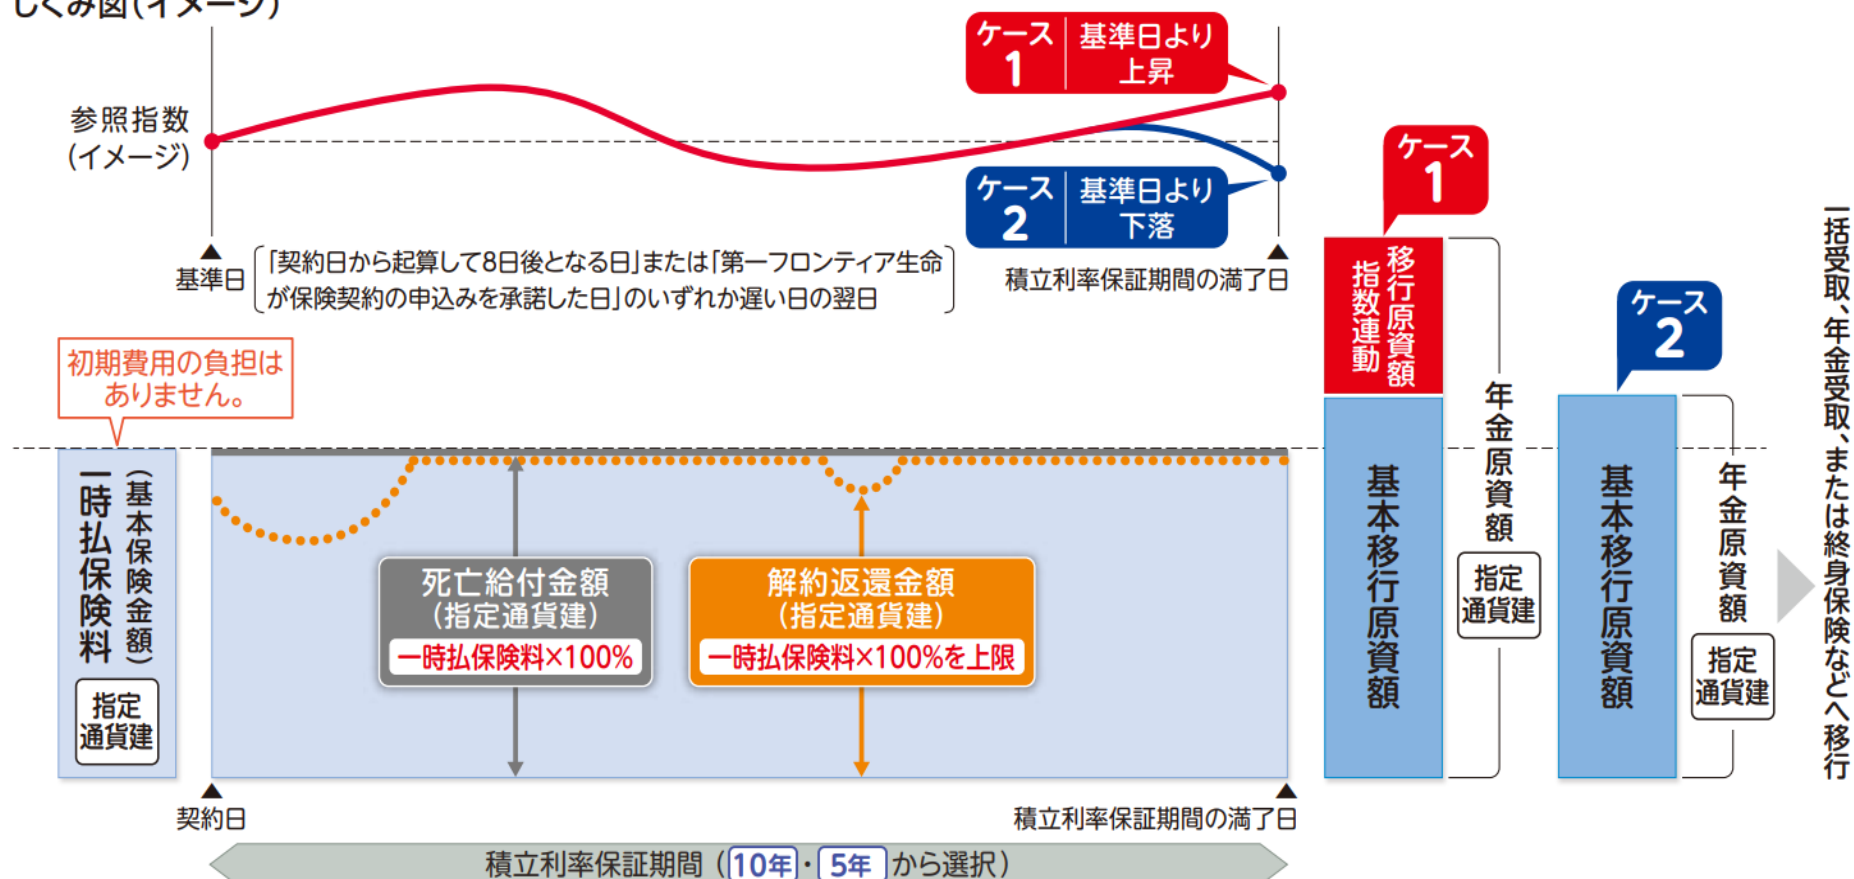 しくみ図(イメージ)
ケース
1
基準日より
上昇
参照指数
(イメージ)
ケース
2
基準日より
下落
基準日
「契約日から起算して8日後となる日」または「第一フロンティア生命
が保険契約の申込みを承諾した日」のいずれか遅い日の翌日
積立利率保証期間の満了日
初期費用の負担は
ありません。
一時払保険料
(基本保険金額)
指定
通貨建
死亡給付金額
(指定通貨建)
一時払保険料×100%
解約返還金額
(指定通貨建)
一時払保険料×100%を上限
契約日
積立利率保証期間の満了日
積立利率保証期間(10年・5年から選択)
ケース
1
指数連動
移行原資額
基本移行原資額
年金原資額
指定
通貨建
ケース
2
基本移行原資額
年金原資額
指定
通貨建
一括受取、年金受取、または終身保険などへ移行